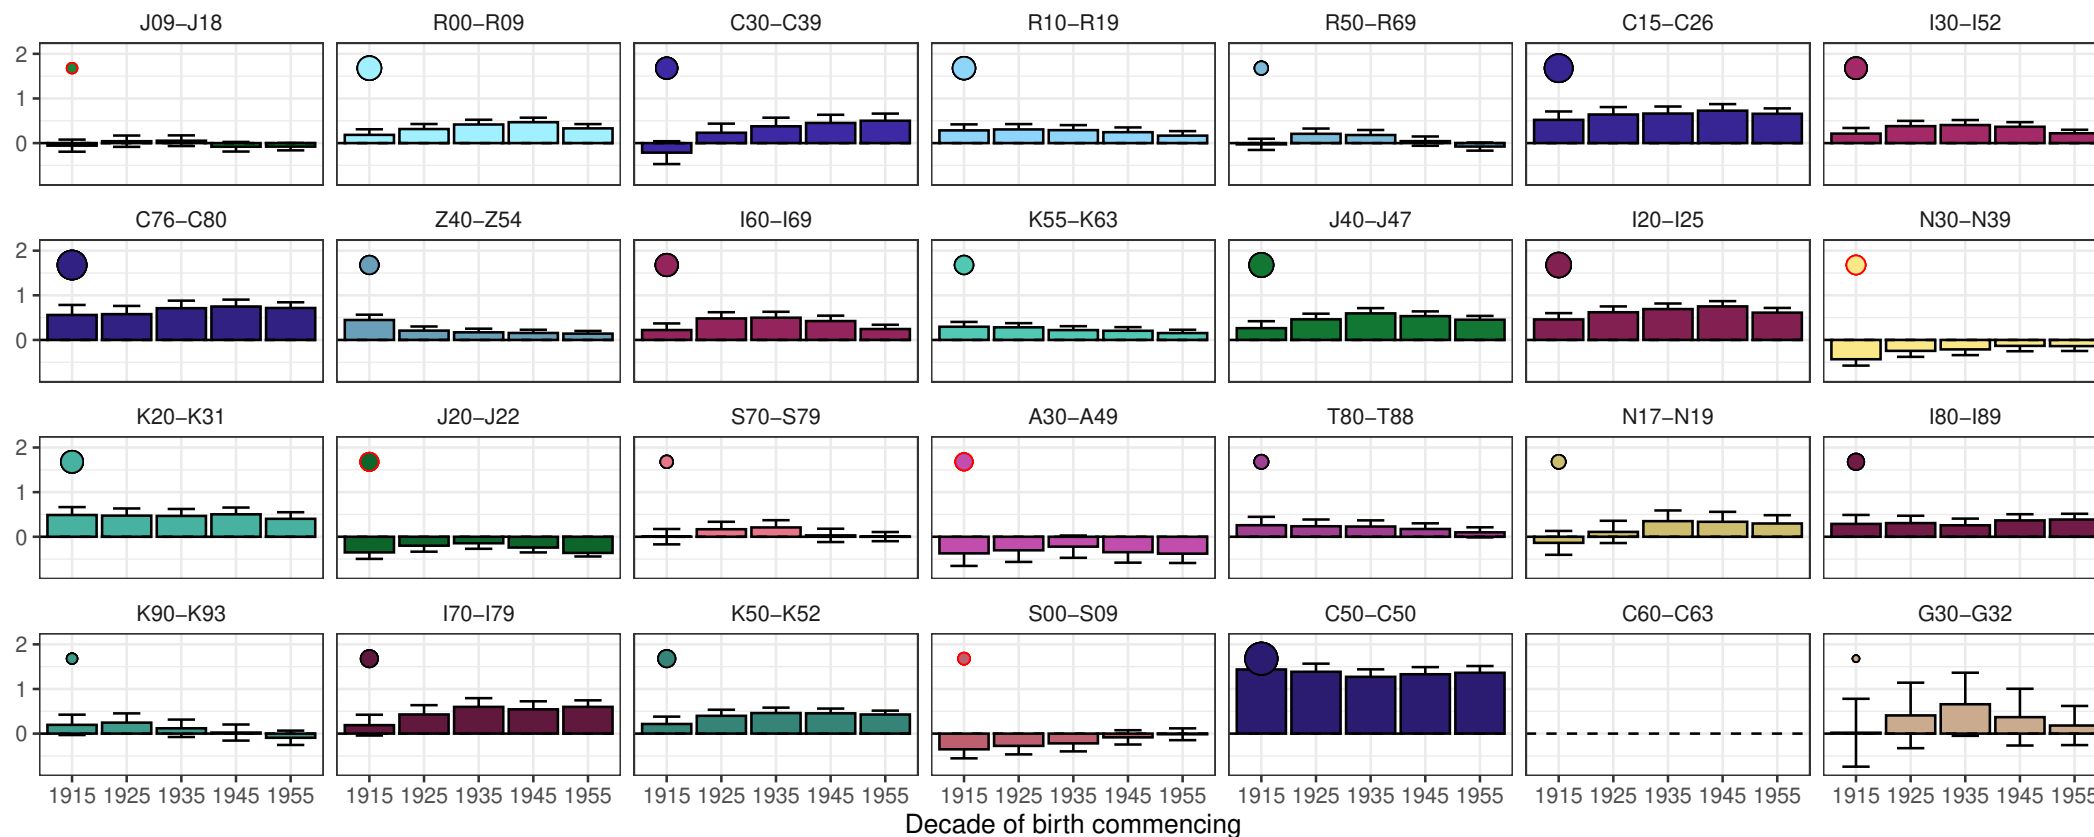 J09−J18 R00−R09 C30−C39 R10−R19 R50−R69 C15−C26 I30−I52
2
1
0
C76−C80 Z40−Z54 I60−I69 K55−K63 J40−J47 I20−I25 N30−N39
2
1
0
K20−K31 J20−J22 S70−S79 A30−A49 T80−T88 N17−N19 I80−I89
2
1
0
K90−K93 I70−I79 K50−K52 S00−S09 C50−C50 C60−C63 G30−G32
2
1
0
1915 1925 1935 1945 1955 1915 1925 1935 1945 1955 1915 1925 1935 1945 1955 1915 1925 1935 1945 1955 1915 1925 1935 1945 1955 1915 1925 1935 1945 1955 1915 1925 1935 1945 1955
Decade of birth commencing